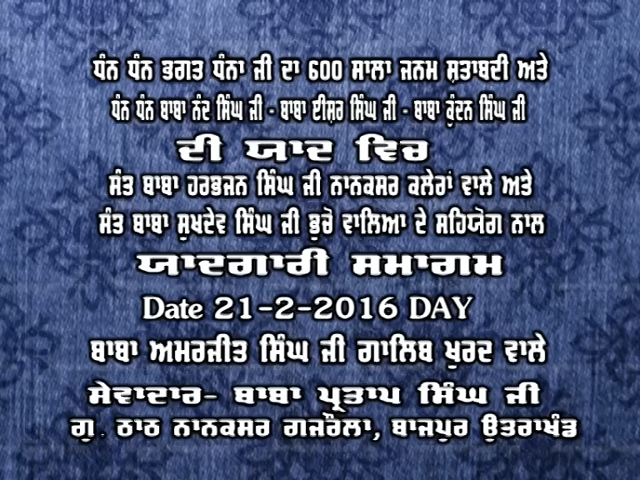 ਧੰਨ ਧੰਨ ਭਗਤ ਧੰਨਾ ਜੀ ਦਾ 600 ਸਾਲਾ ਜਨਮ ਸ਼ਤਾਬਦੀ ਅਤੇ
ਧੰਨ ਧੰਨ ਬਾਬਾ ਨੰਦ ਸਿੰਘ ਜੀ - ਬਾਬਾ ਈਸ਼ਰ ਸਿੰਘ ਜੀ - ਬਾਬਾ ਕੁੰਦਨ ਸਿੰਘ ਜੀ
ਦੀ ਯਾਦ ਵਿਚ
ਸੰਤ ਬਾਬਾ ਹਰਭਜਨ ਸਿੰਘ ਜੀ ਨਾਨਕਸਰ ਕਲੇਰਾਂ ਵਾਲੇ ਅਤੇ
ਸੰਤ ਬਾਬਾ ਸੁਖਦੇਵ ਸਿੰਘ ਜੀ ਭੁਚੋ ਵਾਲਿਆ ਦੇ ਸਹਿਯੋਗ ਨਾਲ
ਯਾਦਗਾਰੀ ਸਮਾਗਮ
Date 21-2-2016 DAY
ਬਾਬਾ ਅਮਰਜੀਤ ਸਿੰਘ ਜੀ ਗਾਲਿਬ ਖੁਰਦ ਵਾਲੇ
ਸੇਵਾਦਾਰ- ਬਾਬਾ ਪ੍ਰਤਾਪ ਸਿੰਘ ਜੀ
ਗੁ. ਠਾਠ ਨਾਨਕਸਰ ਗਜਰੌਲਾ, ਬਾਜਪੁਰ ਉਤਰਾਖੰਡ